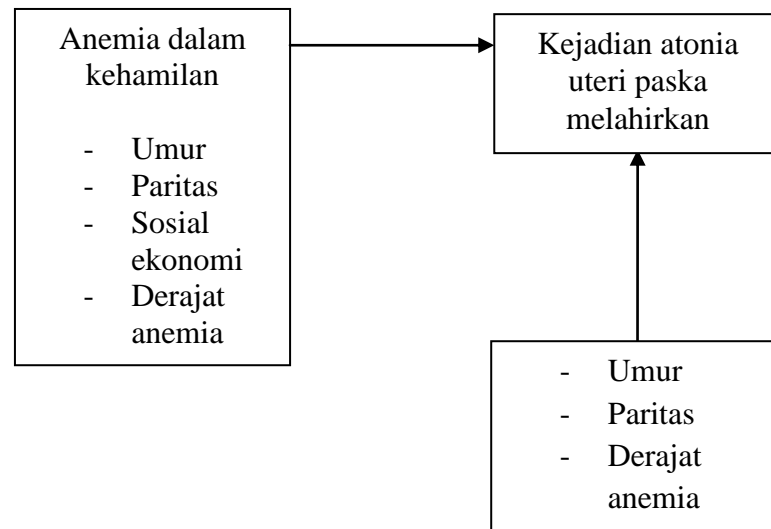 Anemia dalam
kehamilan
- Umur
- Paritas
- Sosial
ekonomi
- Derajat
anemia
Kejadian atonia
uteri paska
melahirkan
- Umur
- Paritas
- Derajat
anemia